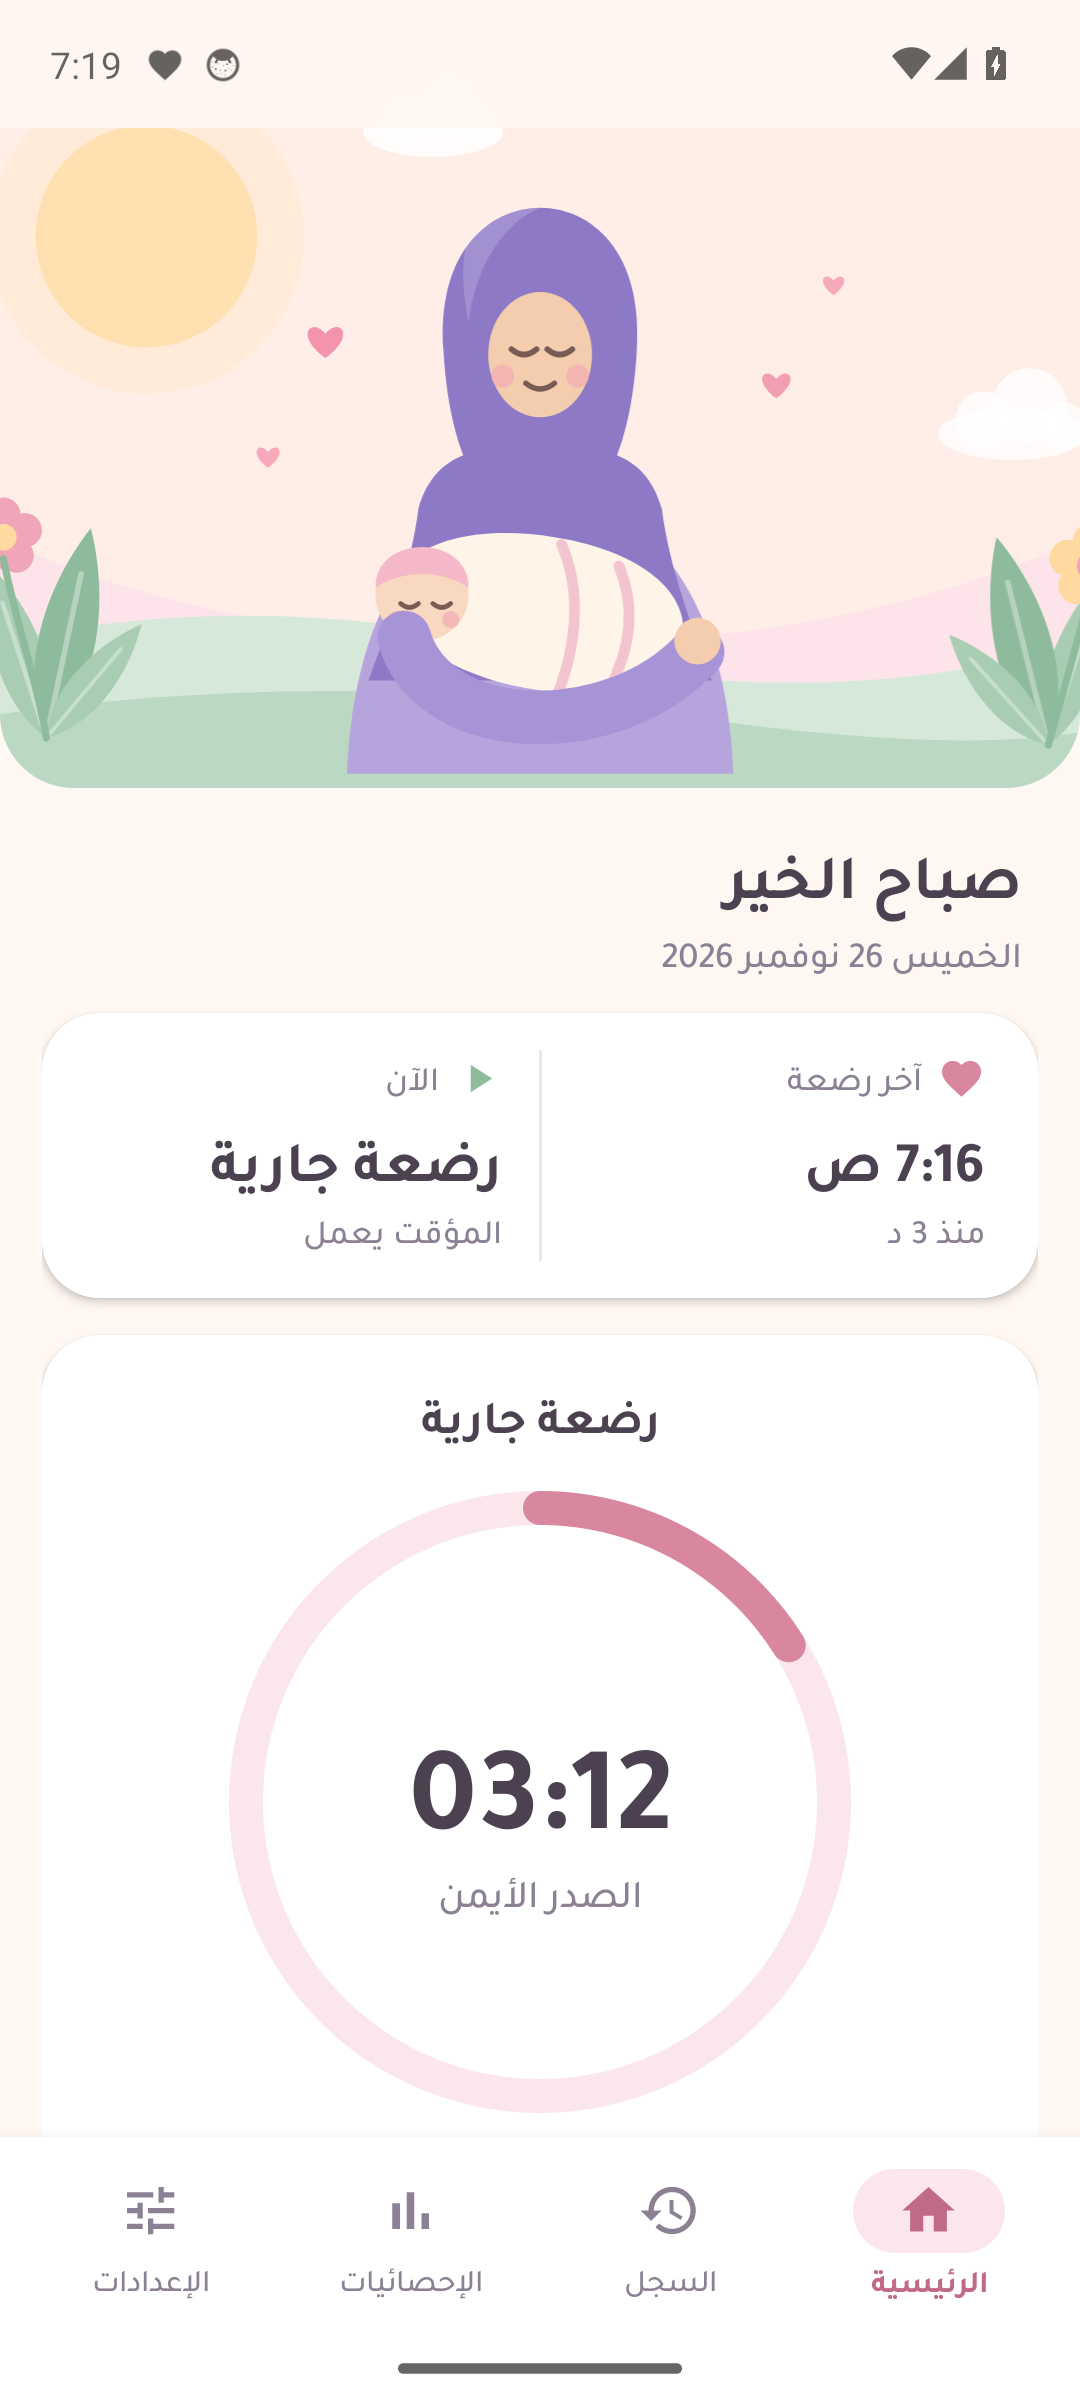 7:19
صباح الخير
الخميس 26 نوفمبر 2026
آخر رضعة
7:16 ص
منذ 3 د
الآن
رضعة جارية
المؤقت يعمل
رضعة جارية
03:12
الصدر الأيمن
الرئيسية
السجل
الإحصائيات
الإعدادات